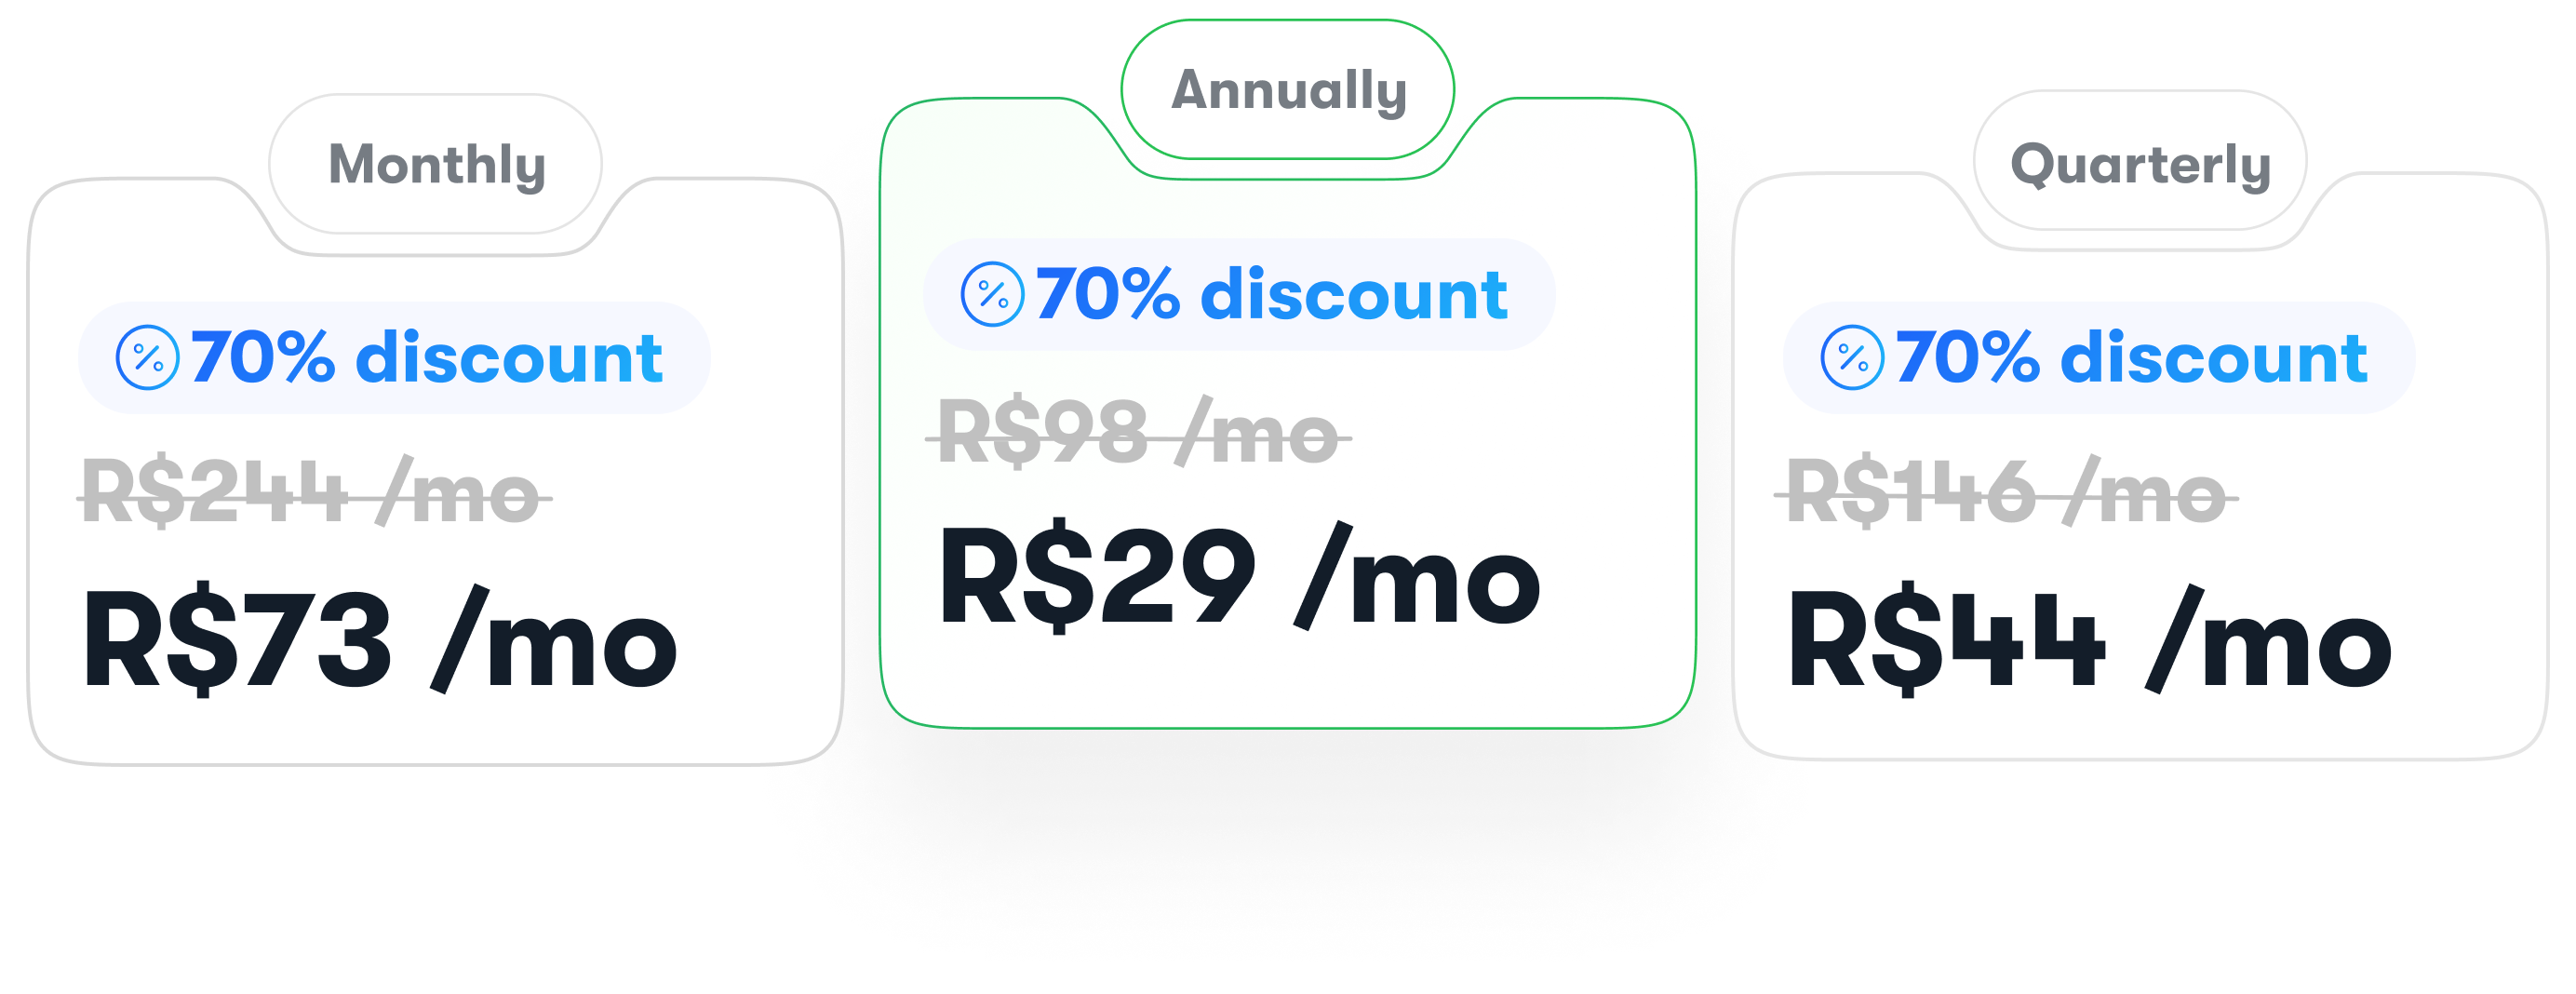 Monthly
70% discount
R$244 /mo
R$73 /mo
Annually
70% discount
R$98 /mo
R$29 /mo
Quarterly
70% discount
R$146 /mo
R$44 /mo